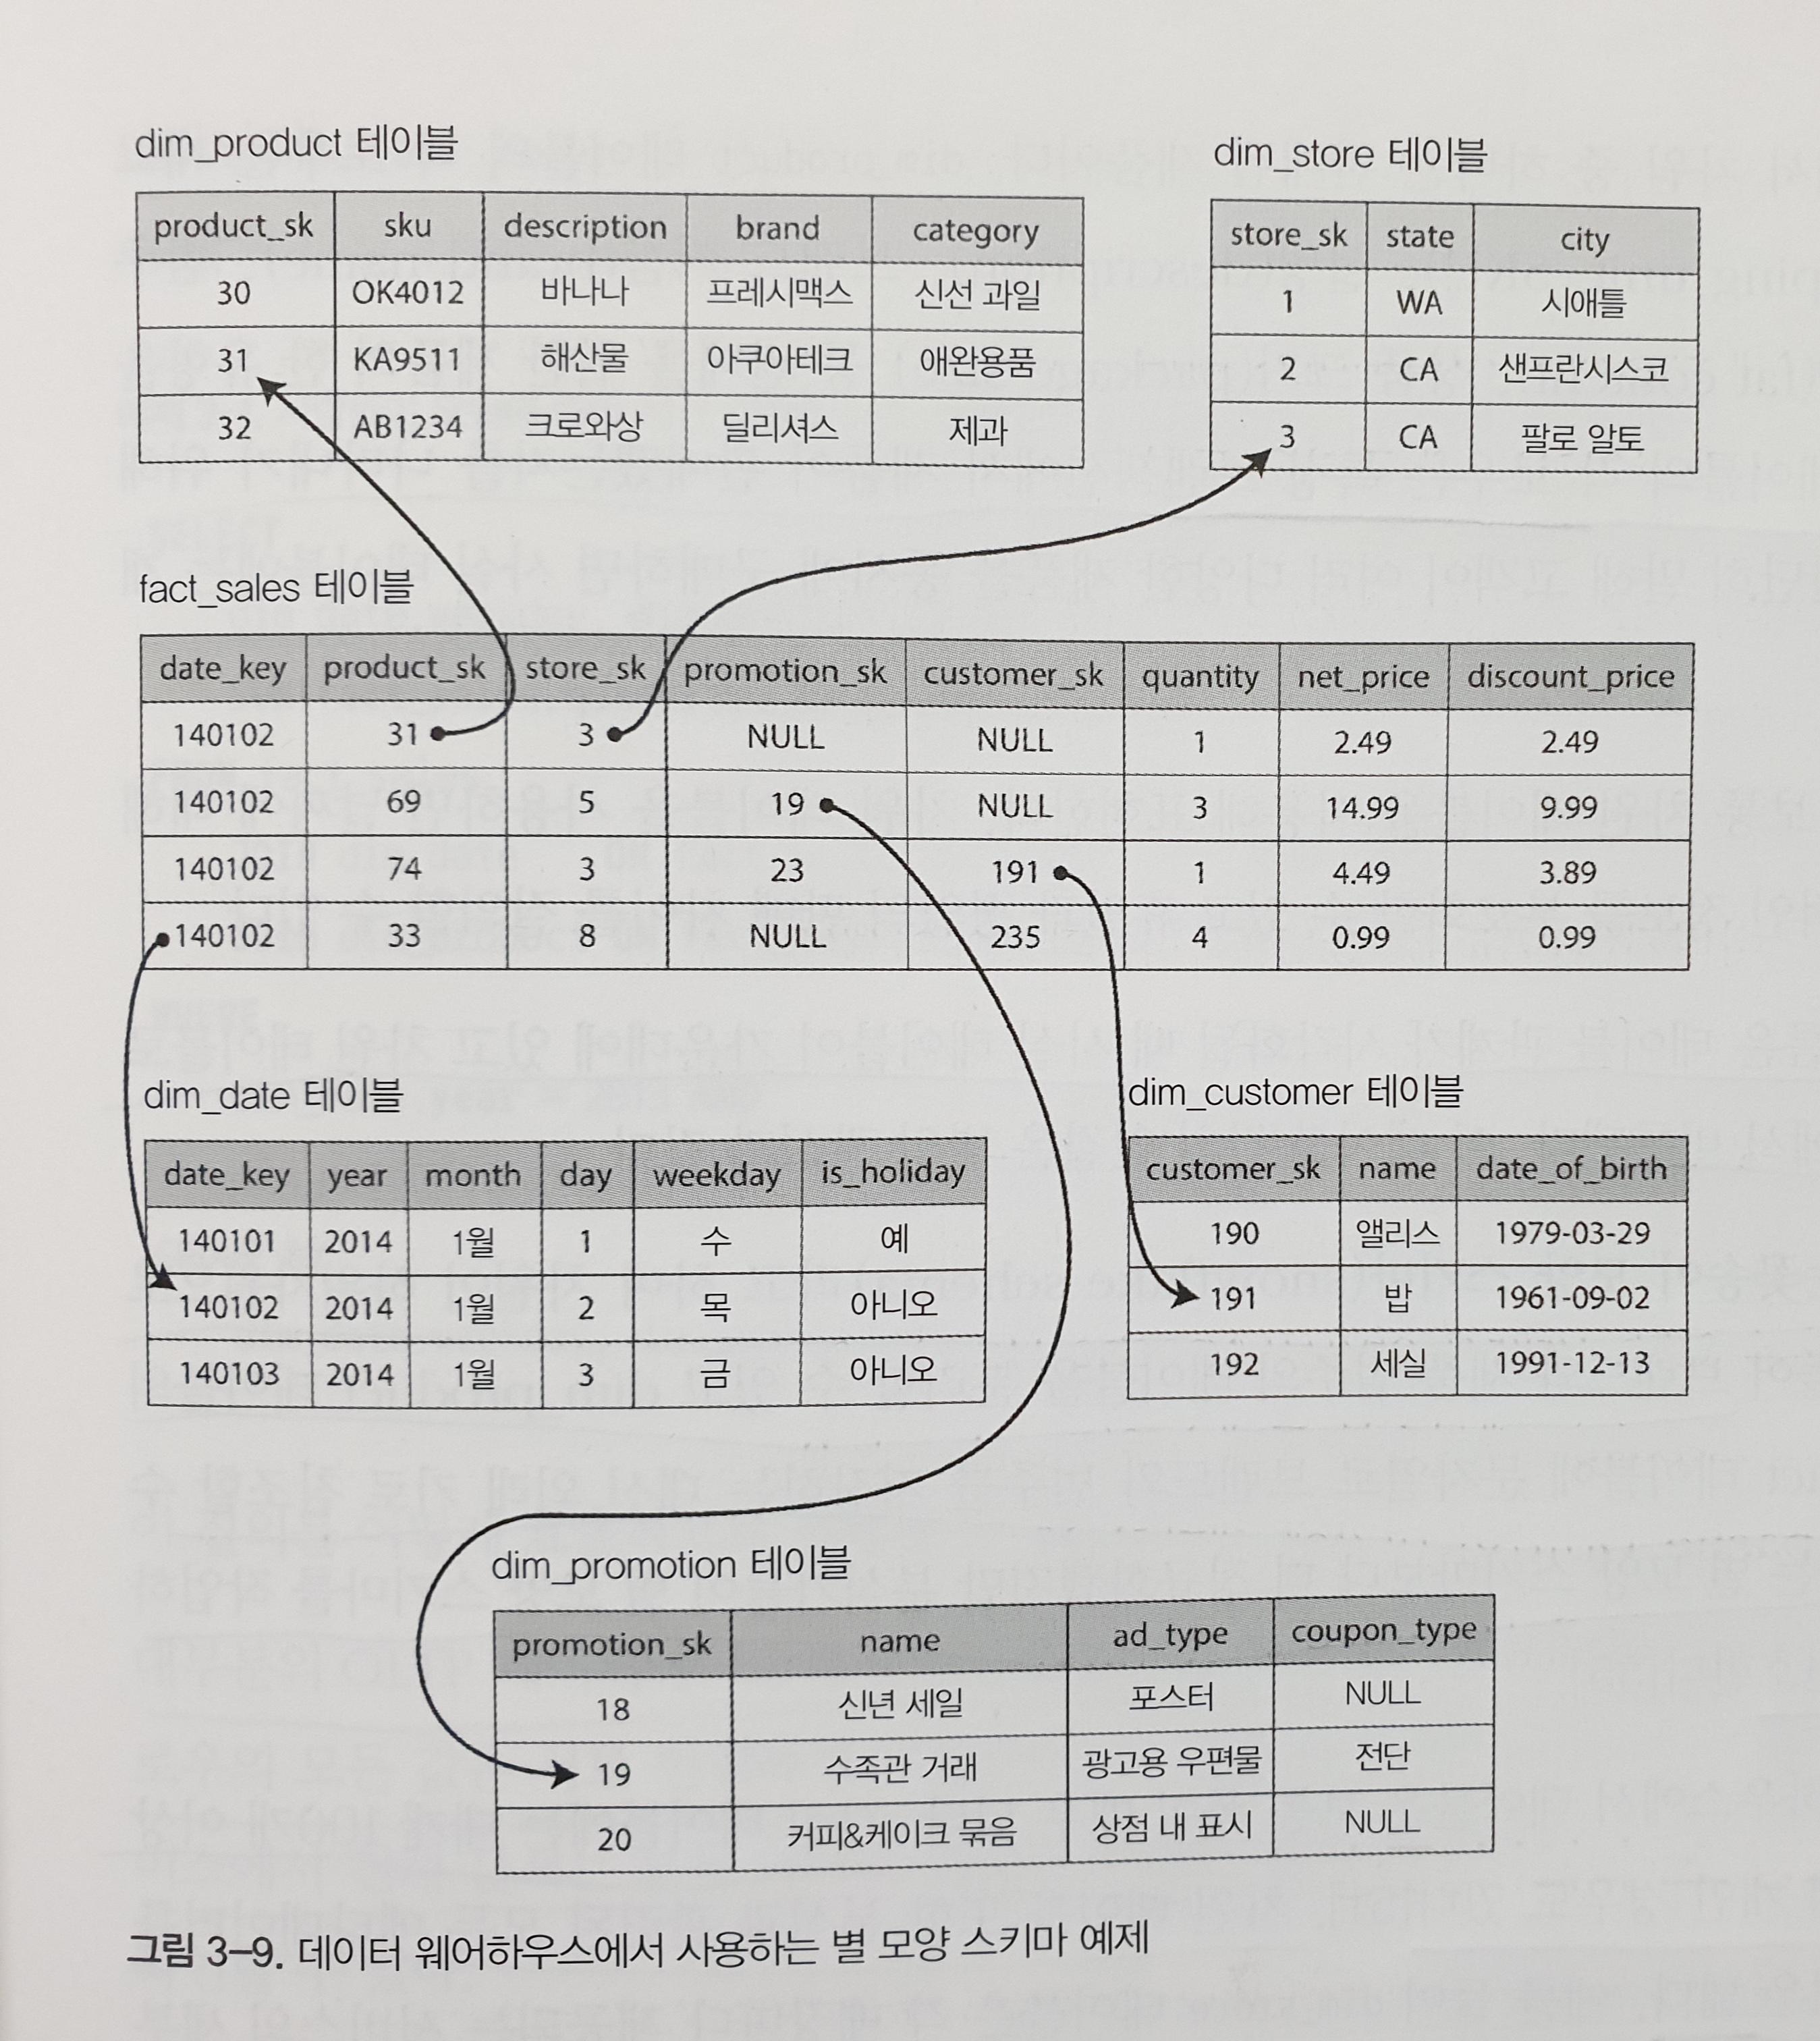 dim_product 테이블
product_sk sku description brand category
30 OK4012 바나나 프레시맥스 신선 과일
31 KA9511 해산물 아쿠아테크 애완용품
32 AB1234 크로와상 딜리셔스 제과
dim_store 테이블
store_sk state city
1 WA 시애틀
2 CA 샌프란시스코
3 CA 팔로 알토
fact_sales 테이블
date_key product_sk store_sk promotion_sk customer_sk quantity net_price discount_price
140102 31 3 NULL NULL 1 2.49 2.49
140102 69 5 19 NULL 3 14.99 9.99
140102 74 3 23 191 1 4.49 3.89
140102 33 8 NULL 235 4 0.99 0.99
dim_date 테이블
date_key year month day weekday is_holiday
140101 2014 1월 1 수 예
140102 2014 1월 2 목 아니오
140103 2014 1월 3 금 아니오
dim_customer 테이블
customer_sk name date_of_birth
190 앨리스 1979-03-29
191 밥 1961-09-02
192 세실 1991-12-13
dim_promotion 테이블
promotion_sk name ad_type coupon_type
18 신년 세일 포스터 NULL
19 수족관 거래 광고용 우편물 전단
20 커피&케이크 묶음 상점 내 표시 NULL
그림 3-9. 데이터 웨어하우스에서 사용하는 별 모양 스키마 예제